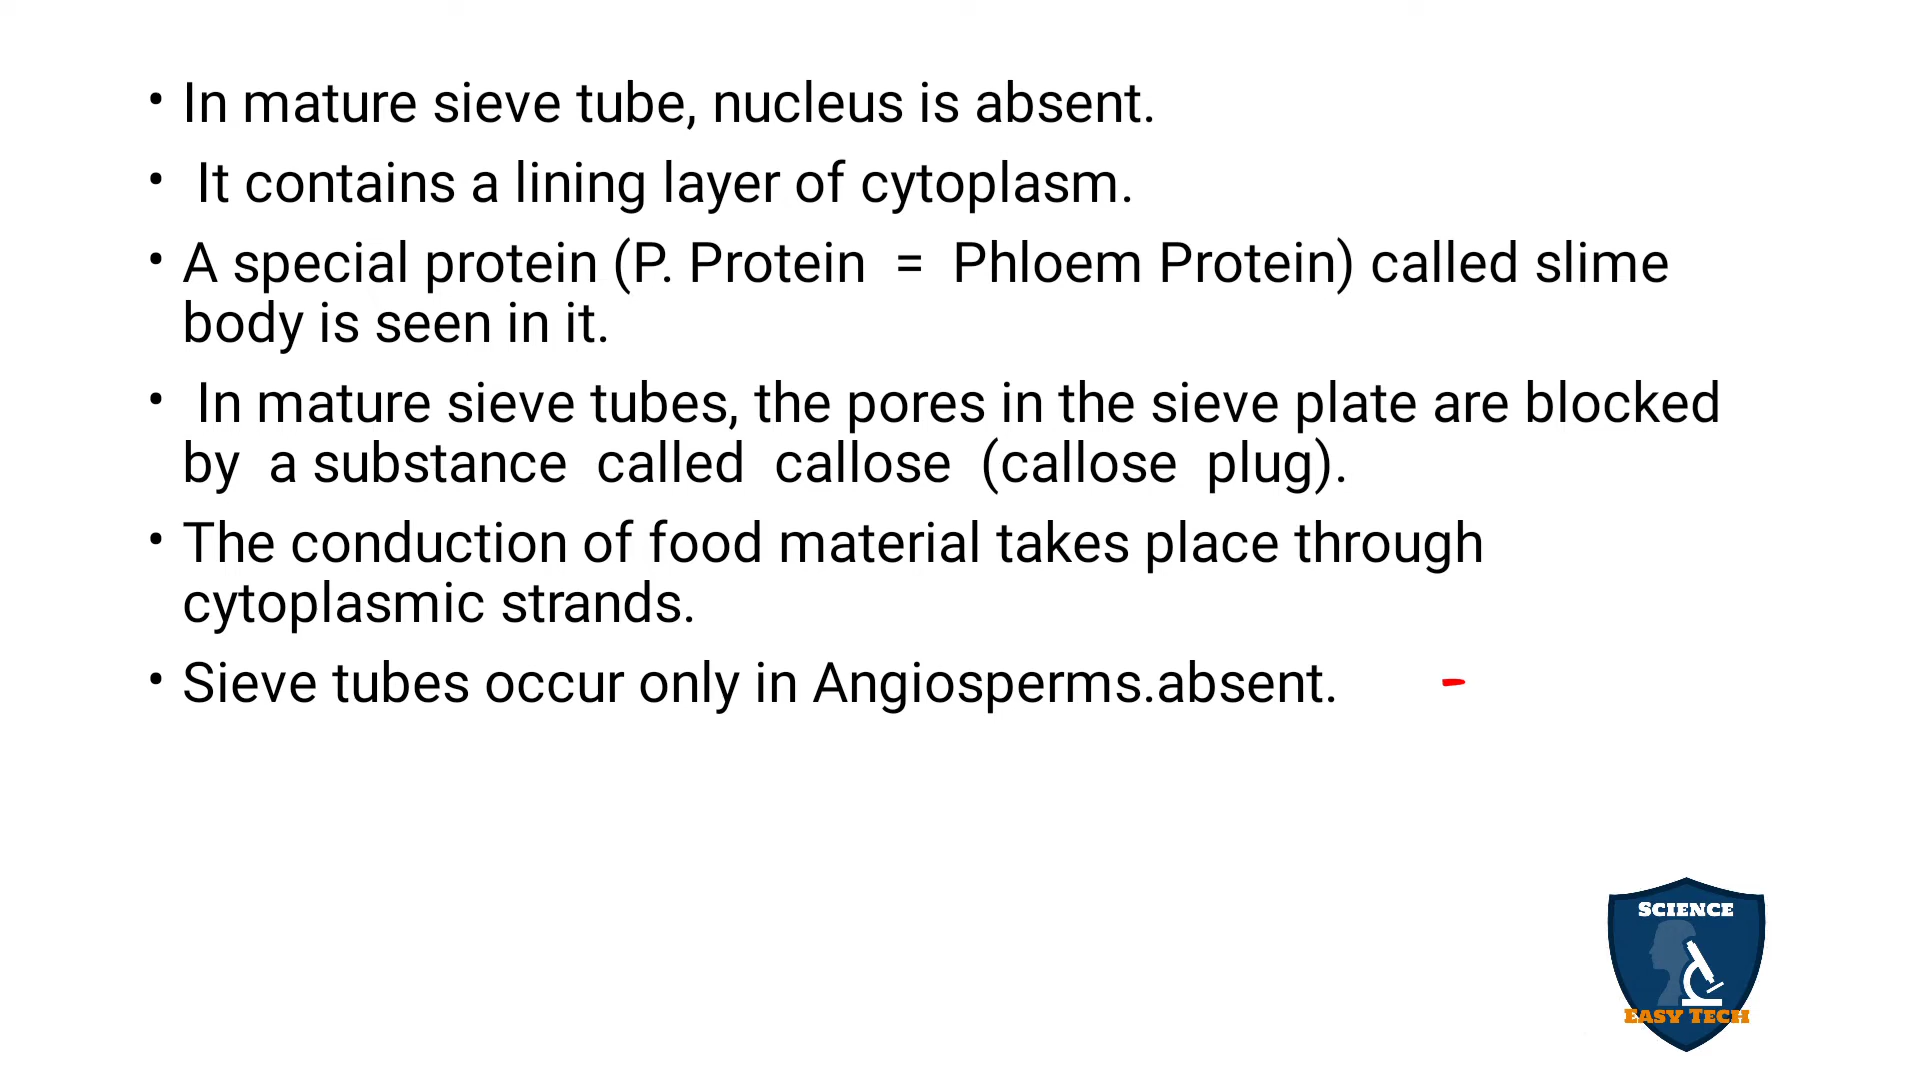 • In mature sieve tube, nucleus is absent.
• It contains a lining layer of cytoplasm.
• A special protein (P. Protein = Phloem Protein) called slime
body is seen in it.
• In mature sieve tubes, the pores in the sieve plate are blocked
by a substance called callose (callose plug).
• The conduction of food material takes place through
cytoplasmic strands.
• Sieve tubes occur only in Angiosperms.absent.
SCIENCE
EASY TECH